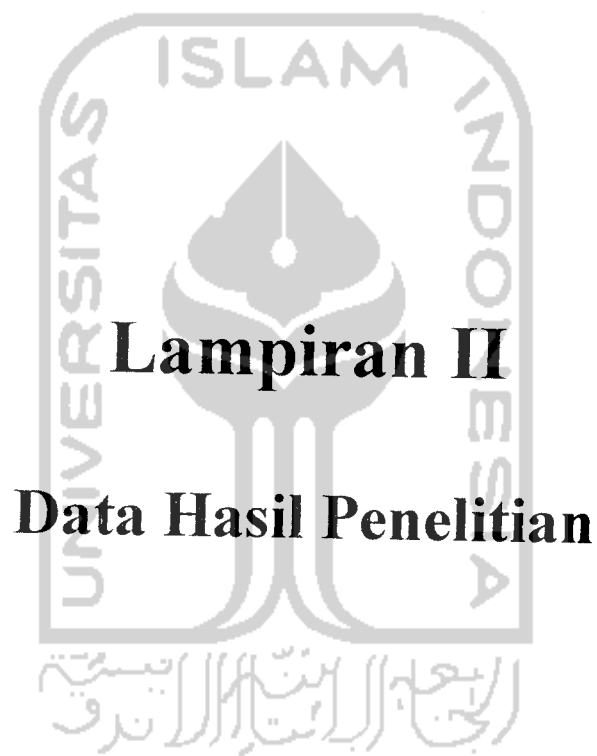 ISLAM
UNIVERSITAS
INDONESIA
Lampiran II
Data Hasil Penelitian